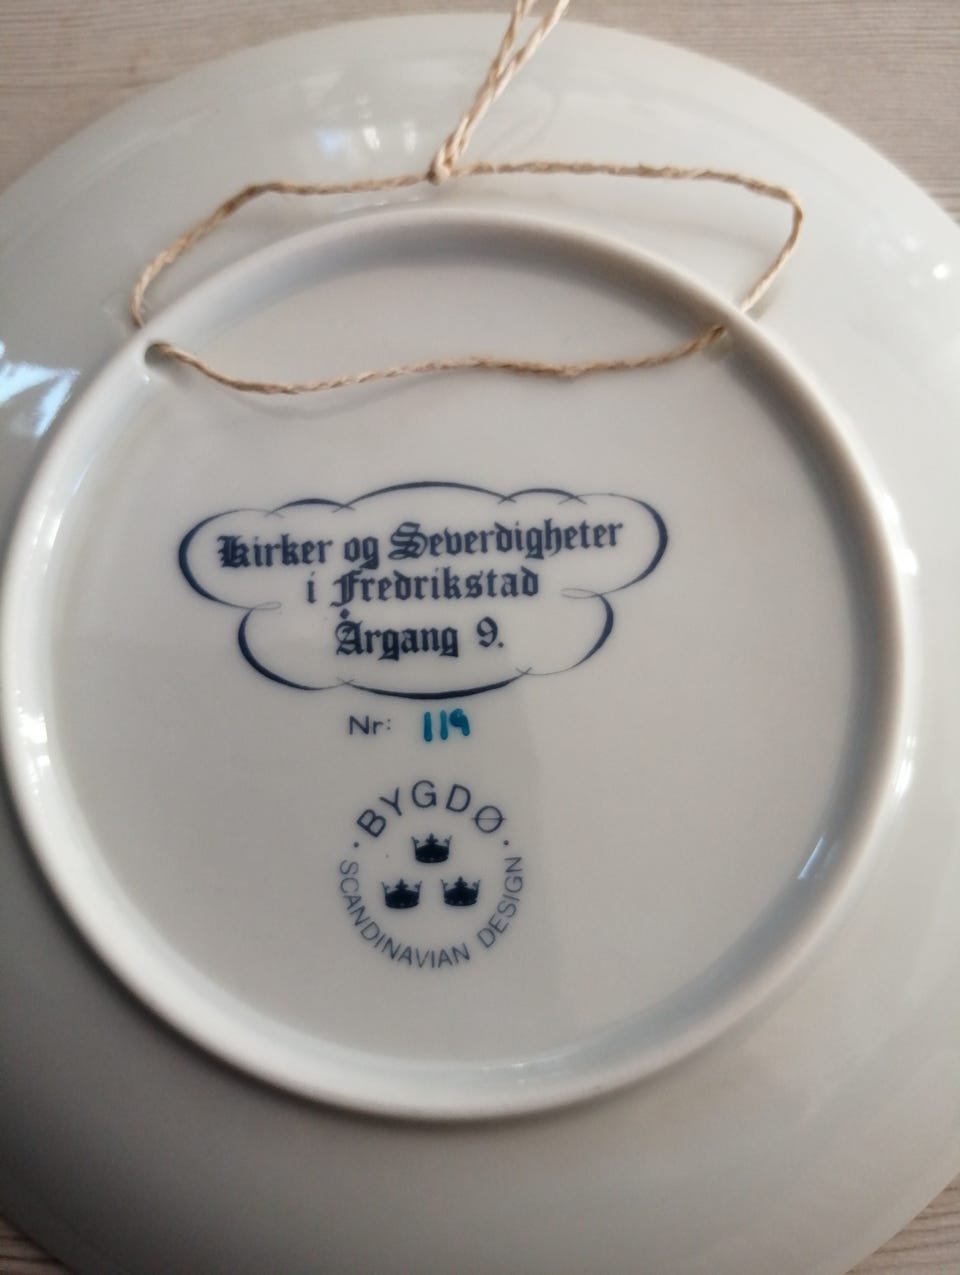 Kirker og Severdigheter
i Fredrikstad
Årgang 9.
Nr: 119
· BYGDØ ·
SCANDINAVIAN DESIGN